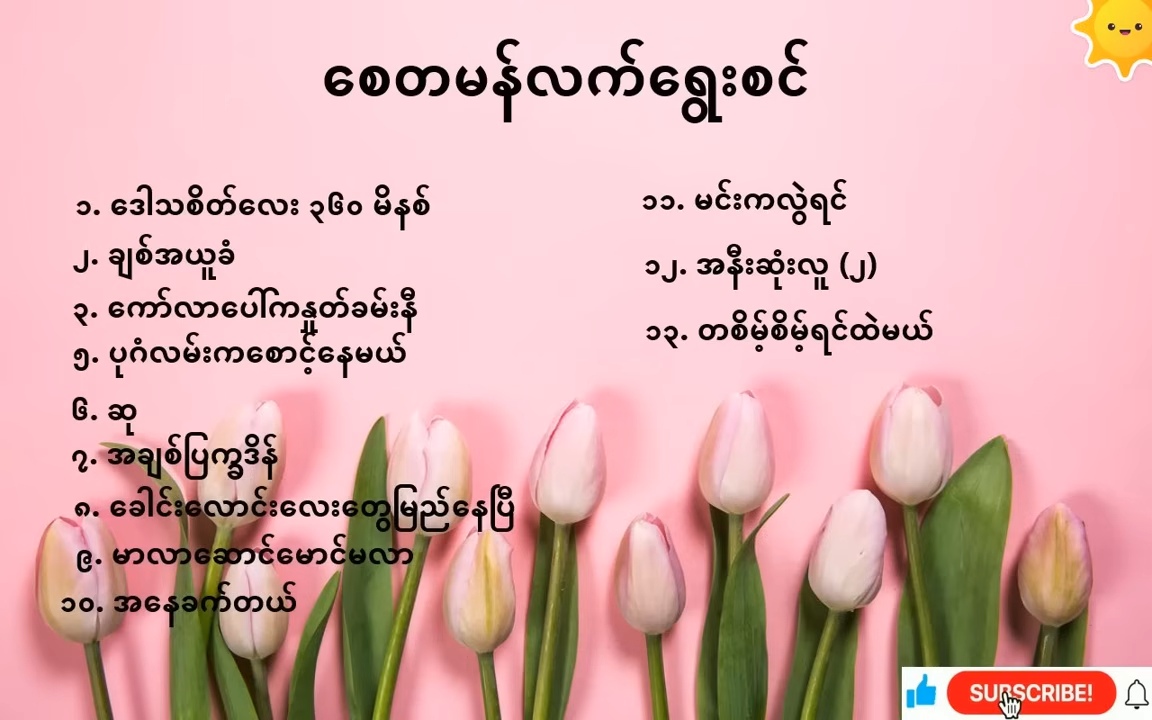 စေတမန်လက်ရွေးစင်
၁. ဒေါသစိတ်လေး ၃၆၀ မိနစ်
၂. ချစ်အယူခံ
၃. ကော်လာပေါ်ကနှုတ်ခမ်းနီ
၅. ပုဂံလမ်းကစောင့်နေမယ်
၆. ဆု
၇. အချစ်ပြက္ခဒိန်
၈. ခေါင်းလောင်းလေးတွေမြည်နေပြီ
၉. မာလာဆောင်မောင်မလာ
၁၀. အနေခက်တယ်
၁၁. မင်းကလွဲရင်
၁၂. အနီးဆုံးလူ (၂)
၁၃. တစိမ့်စိမ့်ရင်ထဲမယ်
SUBSCRIBE!